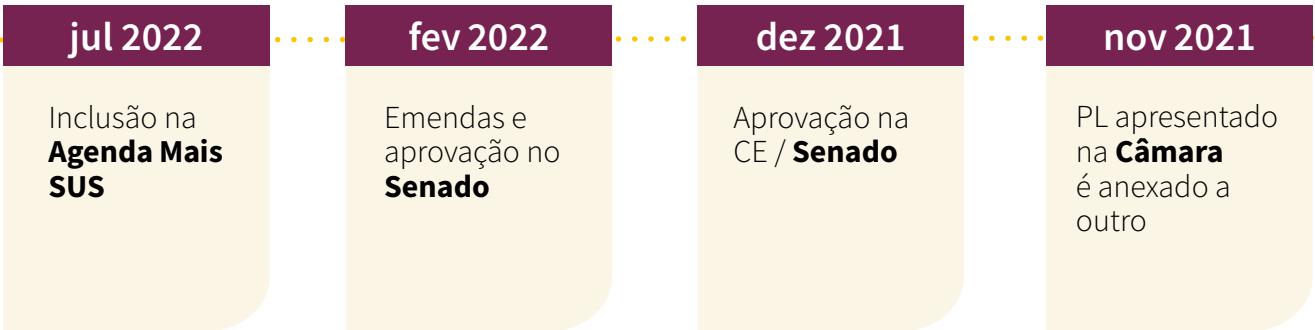 jul 2022
Inclusão na
Agenda Mais
SUS
fev 2022
Emendas e
aprovação no
Senado
dez 2021
Aprovação na
CE / Senado
nov 2021
PL apresentado
na Câmara
é anexado a
outro